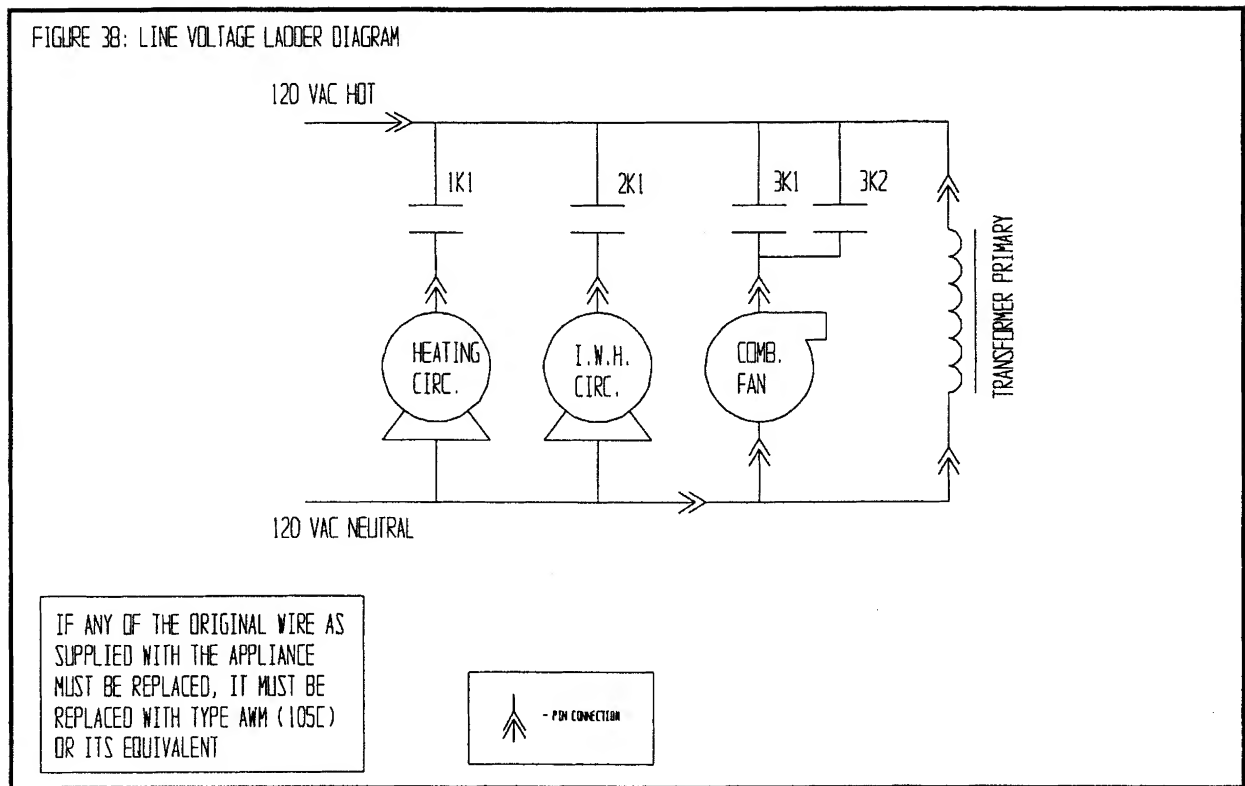 FIGURE 38: LINE VOLTAGE LADDER DIAGRAM
120 VAC HOT
1K1
2K1
3K1
3K2
TRANSFORMER PRIMARY
HEATING
CIRC.
I.W.H.
CIRC.
COMB.
FAN
120 VAC NEUTRAL
IF ANY OF THE ORIGINAL WIRE AS
SUPPLIED WITH THE APPLIANCE
MUST BE REPLACED, IT MUST BE
REPLACED WITH TYPE AWM (105C)
OR ITS EQUIVALENT
- PIN CONNECTION